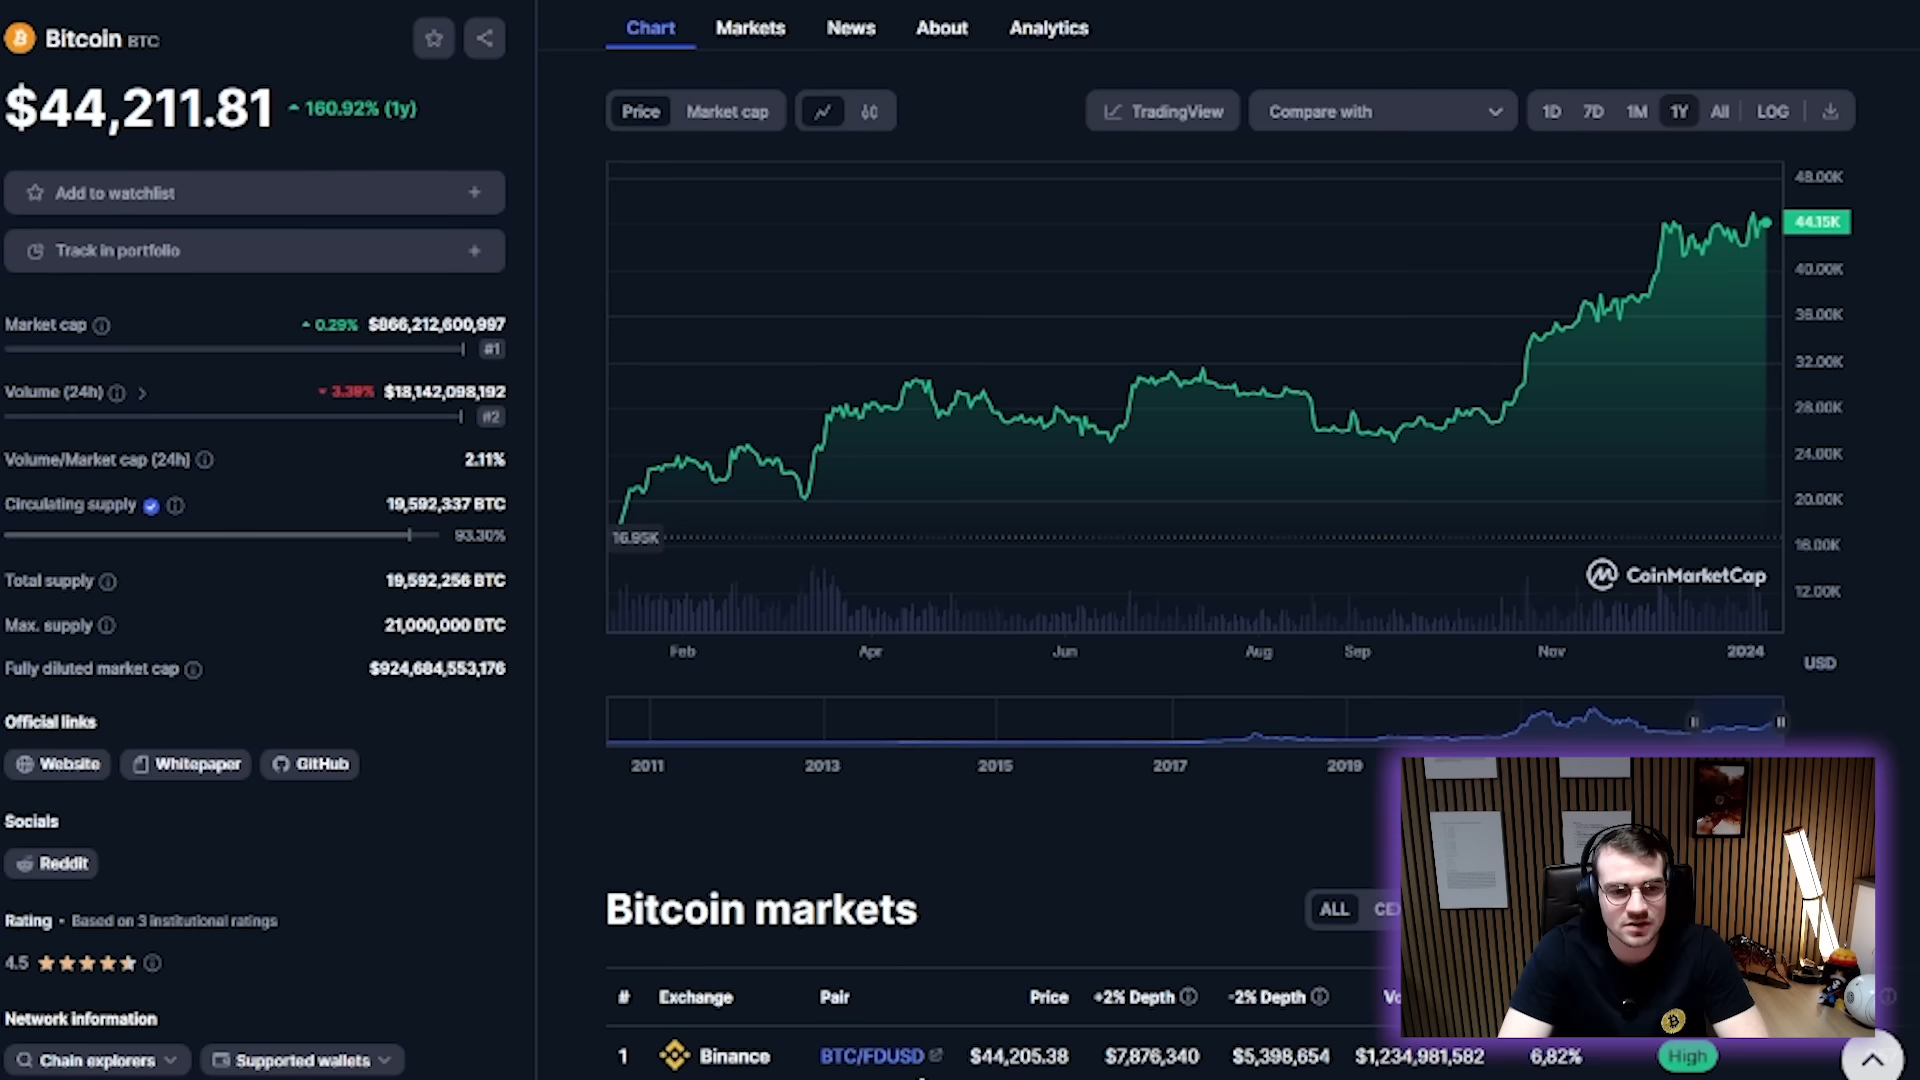 Bitcoin BTC
$44,211.81 160.92% (1y)
Add to watchlist +
Track in portfolio +
Market cap 0.29% $866,212,600,997
#1
Volume (24h) 3.39% $18,142,098,192
#2
Volume/Market cap (24h) 2.11%
Circulating supply 19,592,337 BTC
93.30%
Total supply 19,592,256 BTC
Max. supply 21,000,000 BTC
Fully diluted market cap $924,684,553,176
Official links
Website Whitepaper GitHub
Socials
Reddit
Rating · Based on 3 institutional ratings
4.5
Network information
Chain explorers Supported wallets
Chart Markets News About Analytics
Price Market cap TradingView Compare with 1D 7D 1M 1Y All LOG
48.00K
44.15K
40.00K
36.00K
32.00K
28.00K
24.00K
20.00K
16.95K
16.00K
CoinMarketCap
12.00K
Feb Apr Jun Aug Sep Nov 2024
USD
2011 2013 2015 2017 2019
Bitcoin markets
ALL
# Exchange Pair Price +2% Depth -2% Depth
1 Binance BTC/FDUSD $44,205.38 $7,876,340 $5,398,654 $1,234,981,582 6.82% High